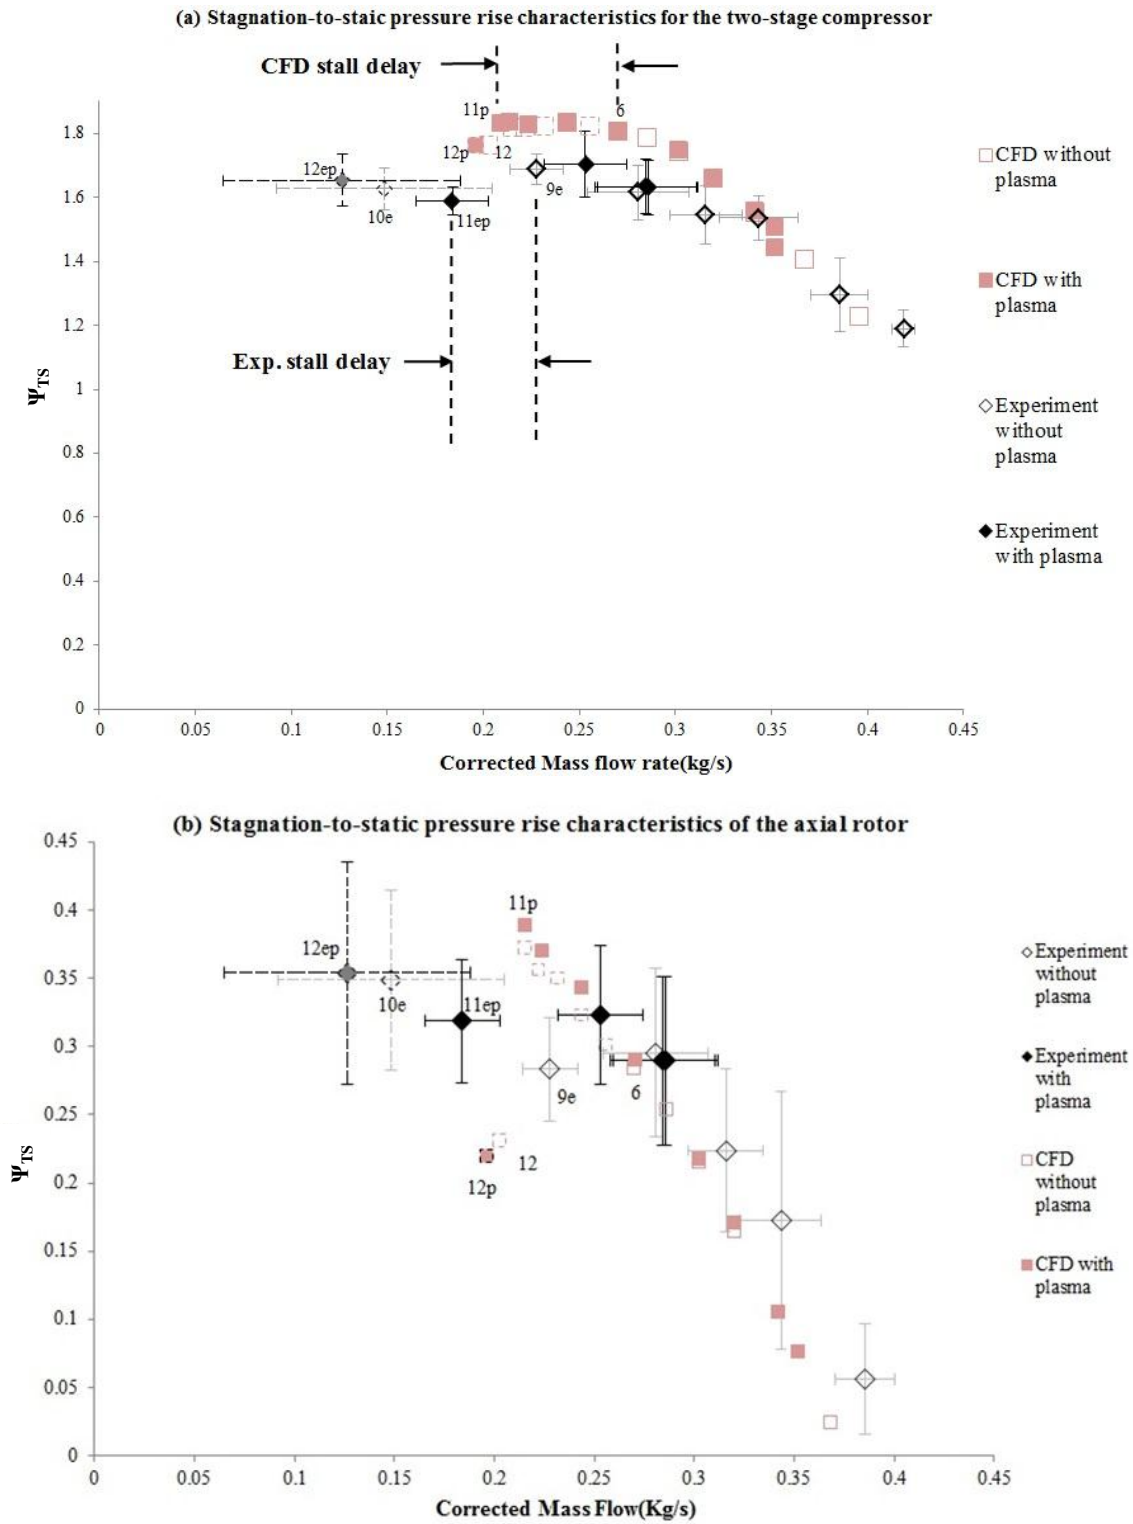 (a) Stagnation-to-staic pressure rise characteristics for the two-stage compressor
CFD stall delay
11p
6
1.8
12p
12
12ep
9e
1.6
10e
11ep
1.4
1.2
Exp. stall delay
1
0.8
0.6
0.4
0.2
0
ΨTS
0 0.05 0.1 0.15 0.2 0.25 0.3 0.35 0.4 0.45
Corrected Mass flow rate(kg/s)
CFD without
plasma
CFD with
plasma
Experiment
without
plasma
Experiment
with plasma
(b) Stagnation-to-static pressure rise characteristics of the axial rotor
0.45
0.4
0.35
0.3
0.25
0.2
0.15
0.1
0.05
0
ΨTS
11p
12ep
10e
11ep
9e
6
12
12p
0 0.05 0.1 0.15 0.2 0.25 0.3 0.35 0.4 0.45
Corrected Mass Flow(Kg/s)
Experiment
without
plasma
Experiment
with
plasma
CFD
without
plasma
CFD with
plasma